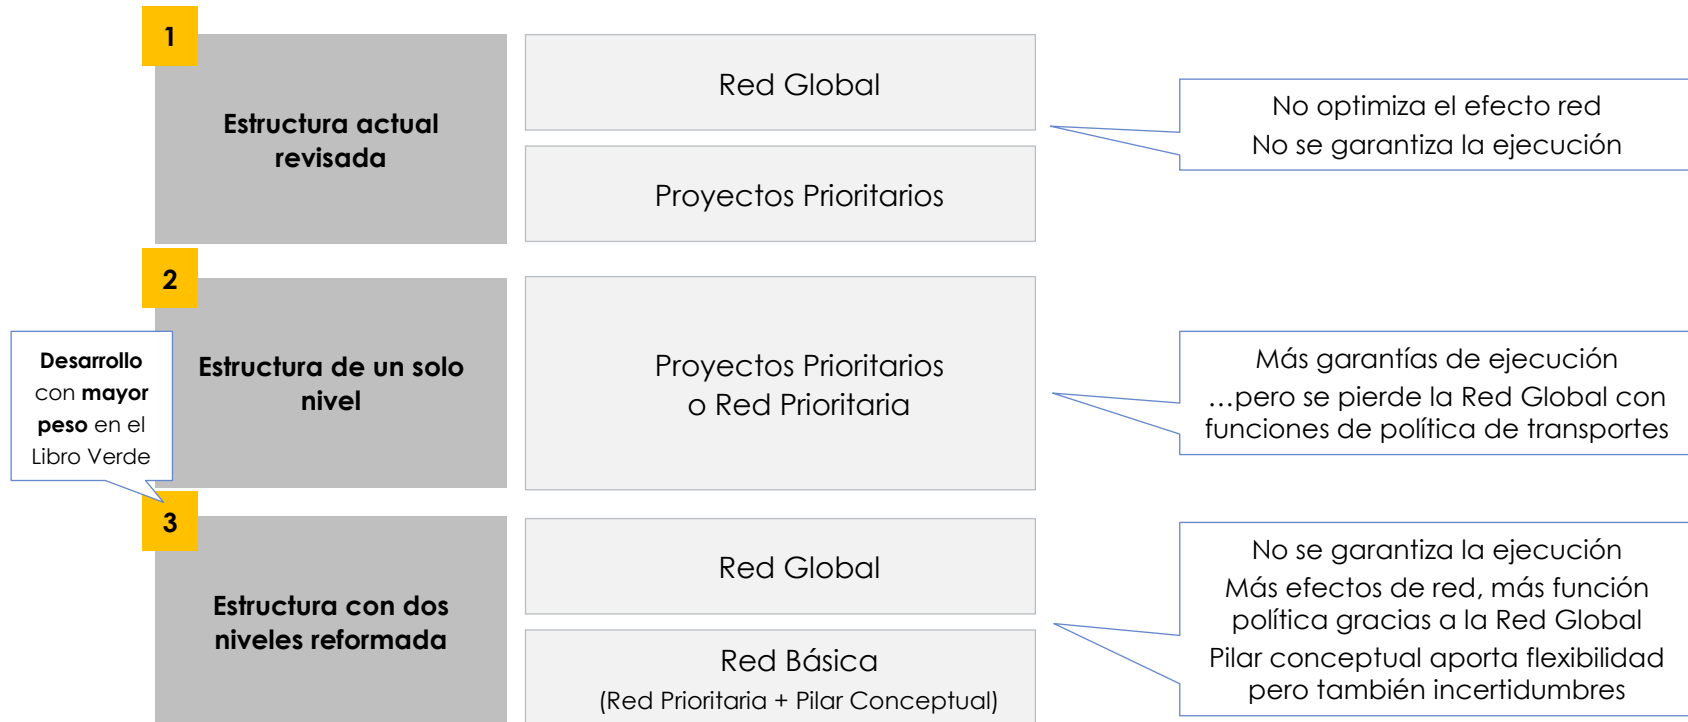 1
Estructura actual
revisada
Red Global
Proyectos Prioritarios
No optimiza el efecto red
No se garantiza la ejecución
2
Estructura de un solo
nivel
Proyectos Prioritarios
o Red Prioritaria
Más garantías de ejecución
…pero se pierde la Red Global con
funciones de política de transportes
Desarrollo
con mayor
peso en el
Libro Verde
3
Estructura con dos
niveles reformada
Red Global
Red Básica
(Red Prioritaria + Pilar Conceptual)
No se garantiza la ejecución
Más efectos de red, más función
política gracias a la Red Global
Pilar conceptual aporta flexibilidad
pero también incertidumbres